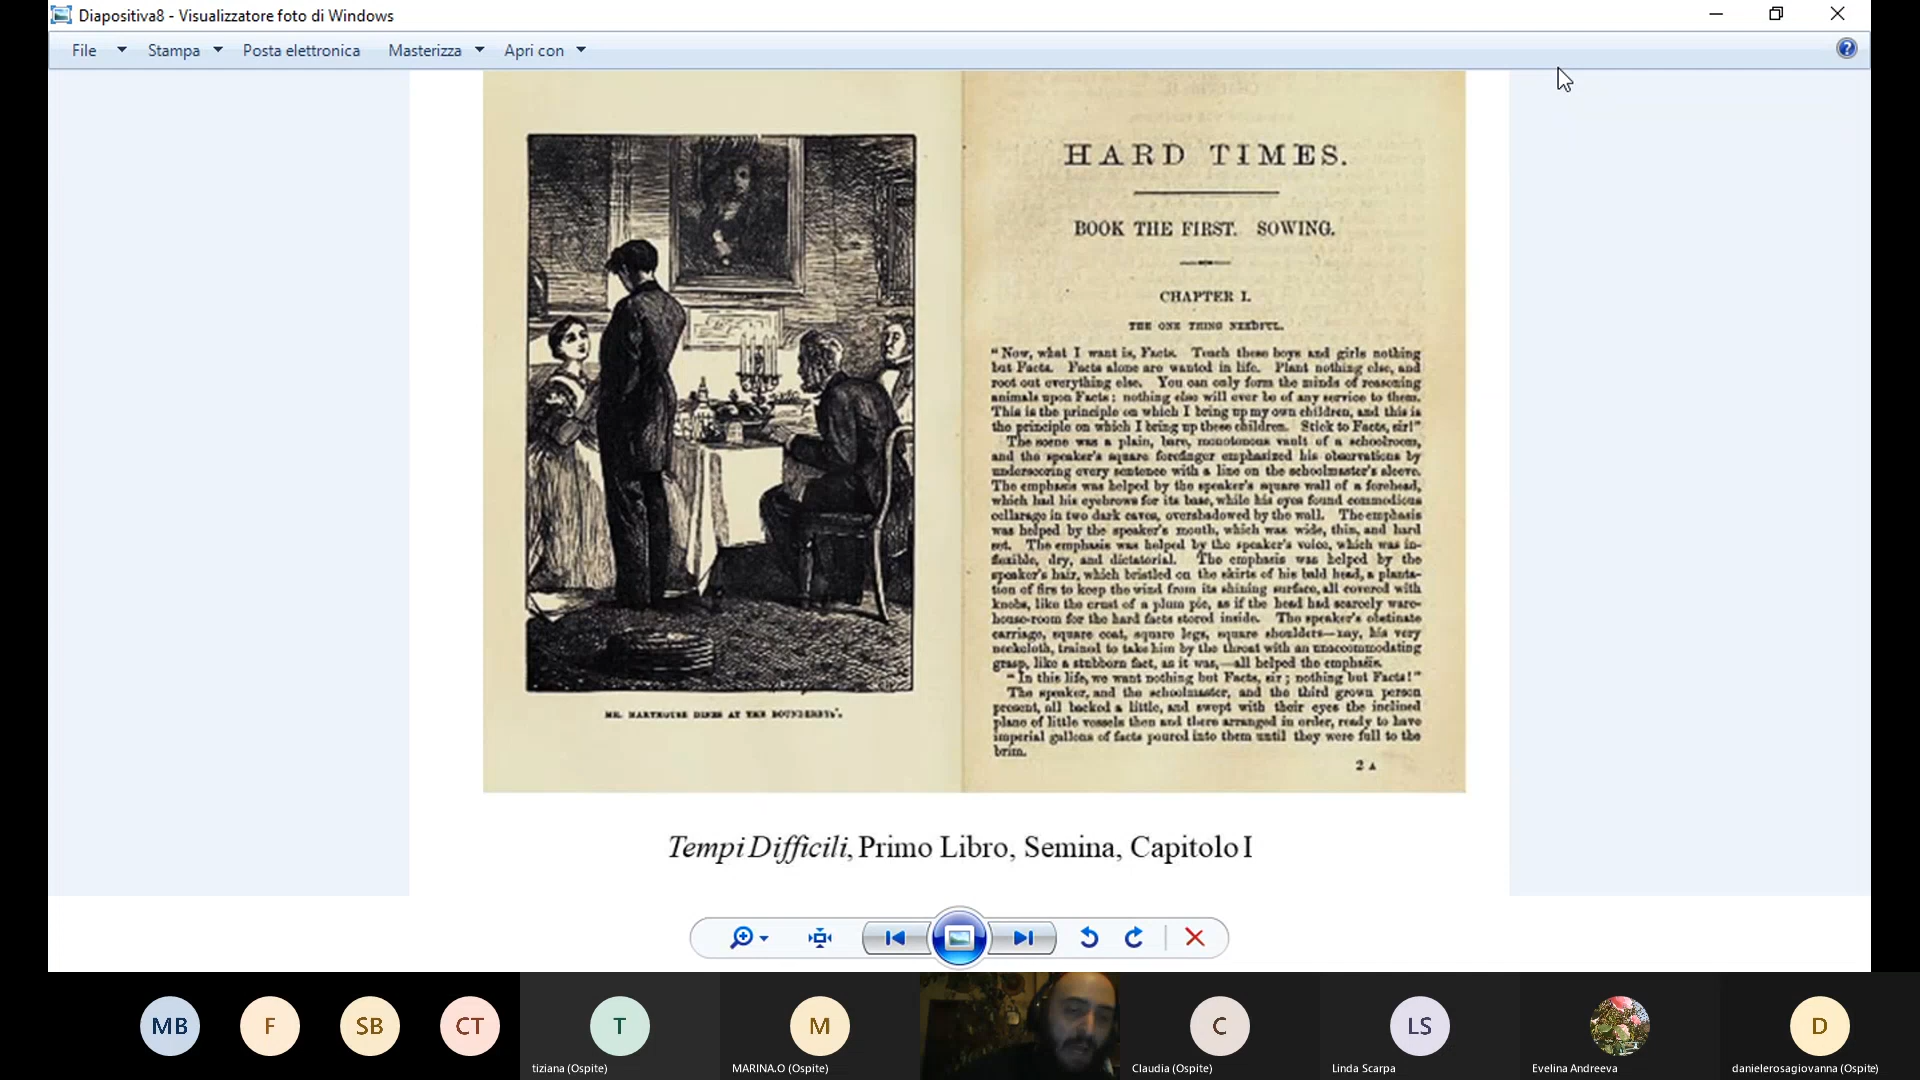 Diapositiva8 - Visualizzatore foto di Windows
File Stampa Posta elettronica Masterizza Apri con
?
HARD TIMES.
BOOK THE FIRST. SOWING.
CHAPTER I.
THE ONE THING NEEDFUL.
"Now, what I want is, Facts. Teach these boys and girls nothing
but Facts. Facts alone are wanted in life. Plant nothing else, and
root out everything else. You can only form the minds of reasoning
animals upon Facts; nothing else will ever be of any service to them.
This is the principle on which I bring up my own children, and this is
the principle on which I bring up these children. Stick to Facts, sir!"
The scene was a plain, bare, monotonous vault of a schoolroom,
and the speaker's square forefinger emphasized his observations by
underscoring every sentence with a line on the schoolmaster's sleeve.
The emphasis was helped by the speaker's square wall of a forehead,
which had his eyebrows for its base, while his eyes found commodious
cellarage in two dark caves, overshadowed by the wall. The emphasis
was helped by the speaker's mouth, which was wide, thin, and hard
set. The emphasis was helped by the speaker's voice, which was in-
flexible, dry, and dictatorial. The emphasis was helped by the
speaker's hair, which bristled on the skirts of his bald head, a planta-
tion of firs to keep the wind from its shining surface, all covered with
knobs, like the crust of a plum pie, as if the head had scarcely ware-
house-room for the hard facts stored inside. The speaker's obstinate
carriage, square coat, square legs, square shoulders—nay, his very
neckcloth, trained to take him by the throat with an unaccommodating
grasp, like a stubborn fact, as it was,—all helped the emphasis.
"In this life, we want nothing but Facts, sir; nothing but Facts!"
The speaker, and the schoolmaster, and the third grown person
present, all backed a little, and swept with their eyes the inclined
plane of little vessels then and there arranged in order, ready to have
imperial gallons of facts poured into them until they were full to the
brim.
2 A
MR. HARTHOUSE DINES AT THE BOUNDERBYS'.
Tempi Difficili, Primo Libro, Semina, Capitolo I
MB F SB CT T M C LS D
tiziana (Ospite) MARINA.O (Ospite) Claudia (Ospite) Linda Scarpa Evelina Andreeva danielerosagiovanna (Ospite)